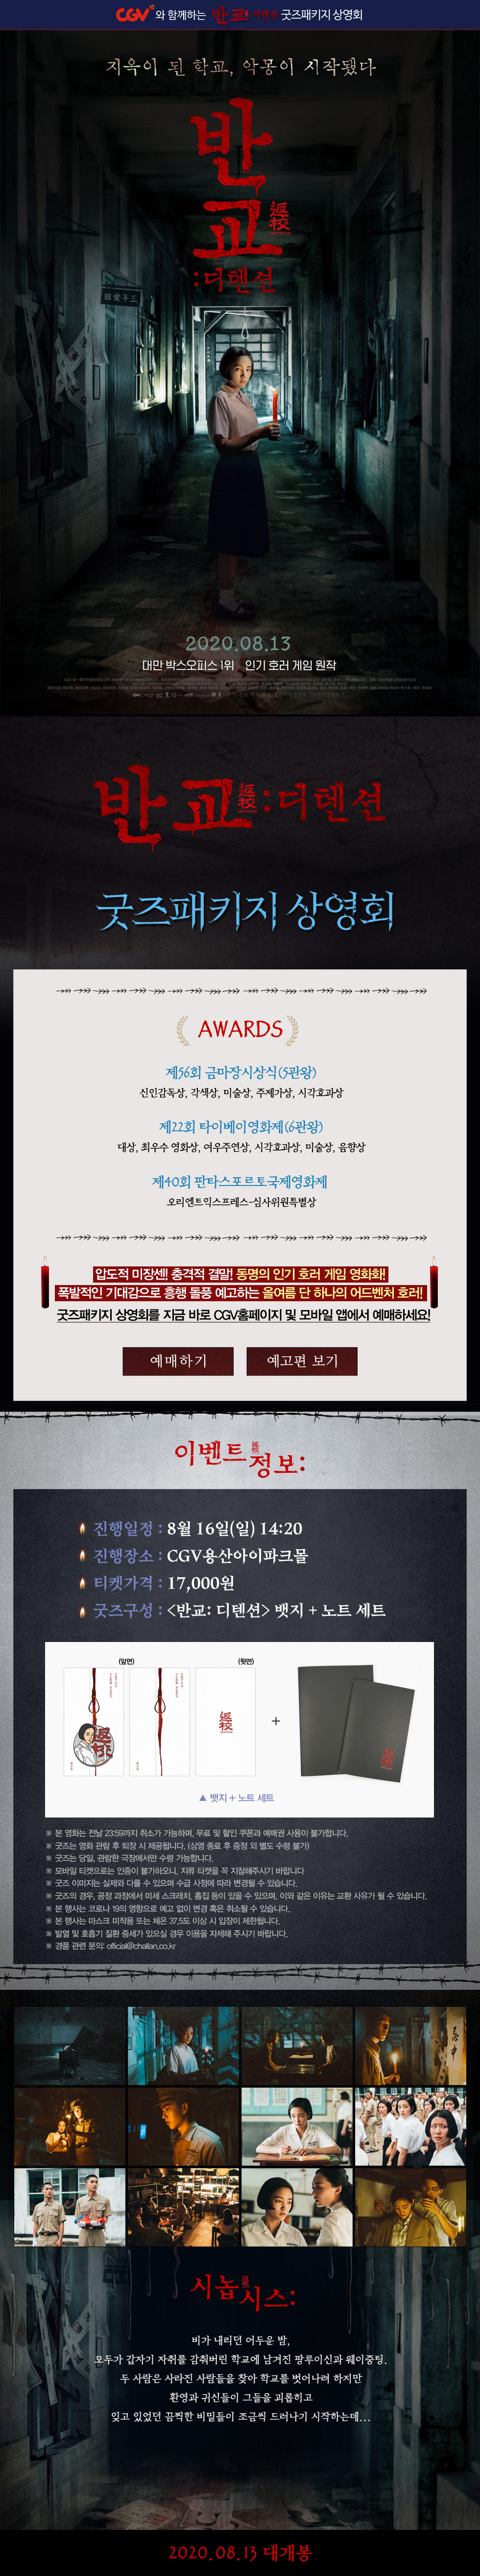 CGV와 함께하는 반교: 디텐션 굿즈패키지 상영회
지옥이 된 학교, 악몽이 시작됐다
반
교
返校
:디텐션
2020.08.13
대만 박스오피스 1위 인기 호러 게임 원작
반교返校:디텐션
굿즈패키지 상영회
AWARDS
제56회 금마장시상식(5관왕)
신인감독상, 각색상, 미술상, 주제가상, 시각효과상
제22회 타이베이영화제(6관왕)
대상, 최우수 영화상, 여우주연상, 시각효과상, 미술상, 음향상
제40회 판타스포르토국제영화제
오리엔트익스프레스-심사위원특별상
압도적 미장센! 충격적 결말! 동명의 인기 호러 게임 영화화!
폭발적인 기대감으로 흥행 돌풍 예고하는 올여름 단 하나의 어드벤처 호러!
굿즈패키지 상영회를 지금 바로 CGV홈페이지 및 모바일 앱에서 예매하세요!
예매하기 예고편 보기
이벤트 返校 정보:
진행일정 : 8월 16일(일) 14:20
진행장소 : CGV용산아이파크몰
티켓가격 : 17,000원
굿즈구성 : <반교: 디텐션> 뱃지 + 노트 세트
(앞면) (뒷면)
返校
返校
+
返校
▲ 뱃지 + 노트 세트
※ 본 영화는 전날 23:59까지 취소가 가능하며, 무료 및 할인 쿠폰과 예매권 사용이 불가합니다.
※ 굿즈는 영화 관람 후 퇴장 시 제공됩니다. (상영 종료 후 증정 외 별도 수령 불가)
※ 굿즈는 당일, 관람한 극장에서만 수령 가능합니다.
※ 모바일 티켓으로는 인증이 불가하오니, 지류 티켓을 꼭 지참해주시기 바랍니다
※ 굿즈 이미지는 실제와 다를 수 있으며 수급 사정에 따라 변경될 수 있습니다.
※ 굿즈의 경우, 공정 과정에서 미세 스크래치, 흠집 등이 있을 수 있으며, 이와 같은 이유는 교환 사유가 될 수 없습니다.
※ 본 행사는 코로나 19의 영향으로 예고 없이 변경 혹은 취소될 수 있습니다.
※ 본 행사는 마스크 미착용 또는 체온 37.5도 이상 시 입장이 제한됩니다.
※ 발열 및 호흡기 질환 증세가 있으실 경우 이용을 자제해 주시기 바랍니다.
※ 경품 관련 문의: official@challan.co.kr
시놉 返校 시스:
비가 내리던 어두운 밤,
모두가 갑자기 자취를 감춰버린 학교에 남겨진 팡루이신과 웨이중팅.
두 사람은 사라진 사람들을 찾아 학교를 벗어나려 하지만
환영과 귀신들이 그들을 괴롭히고
잊고 있었던 끔찍한 비밀들이 조금씩 드러나기 시작하는데...
2020.08.13 대개봉